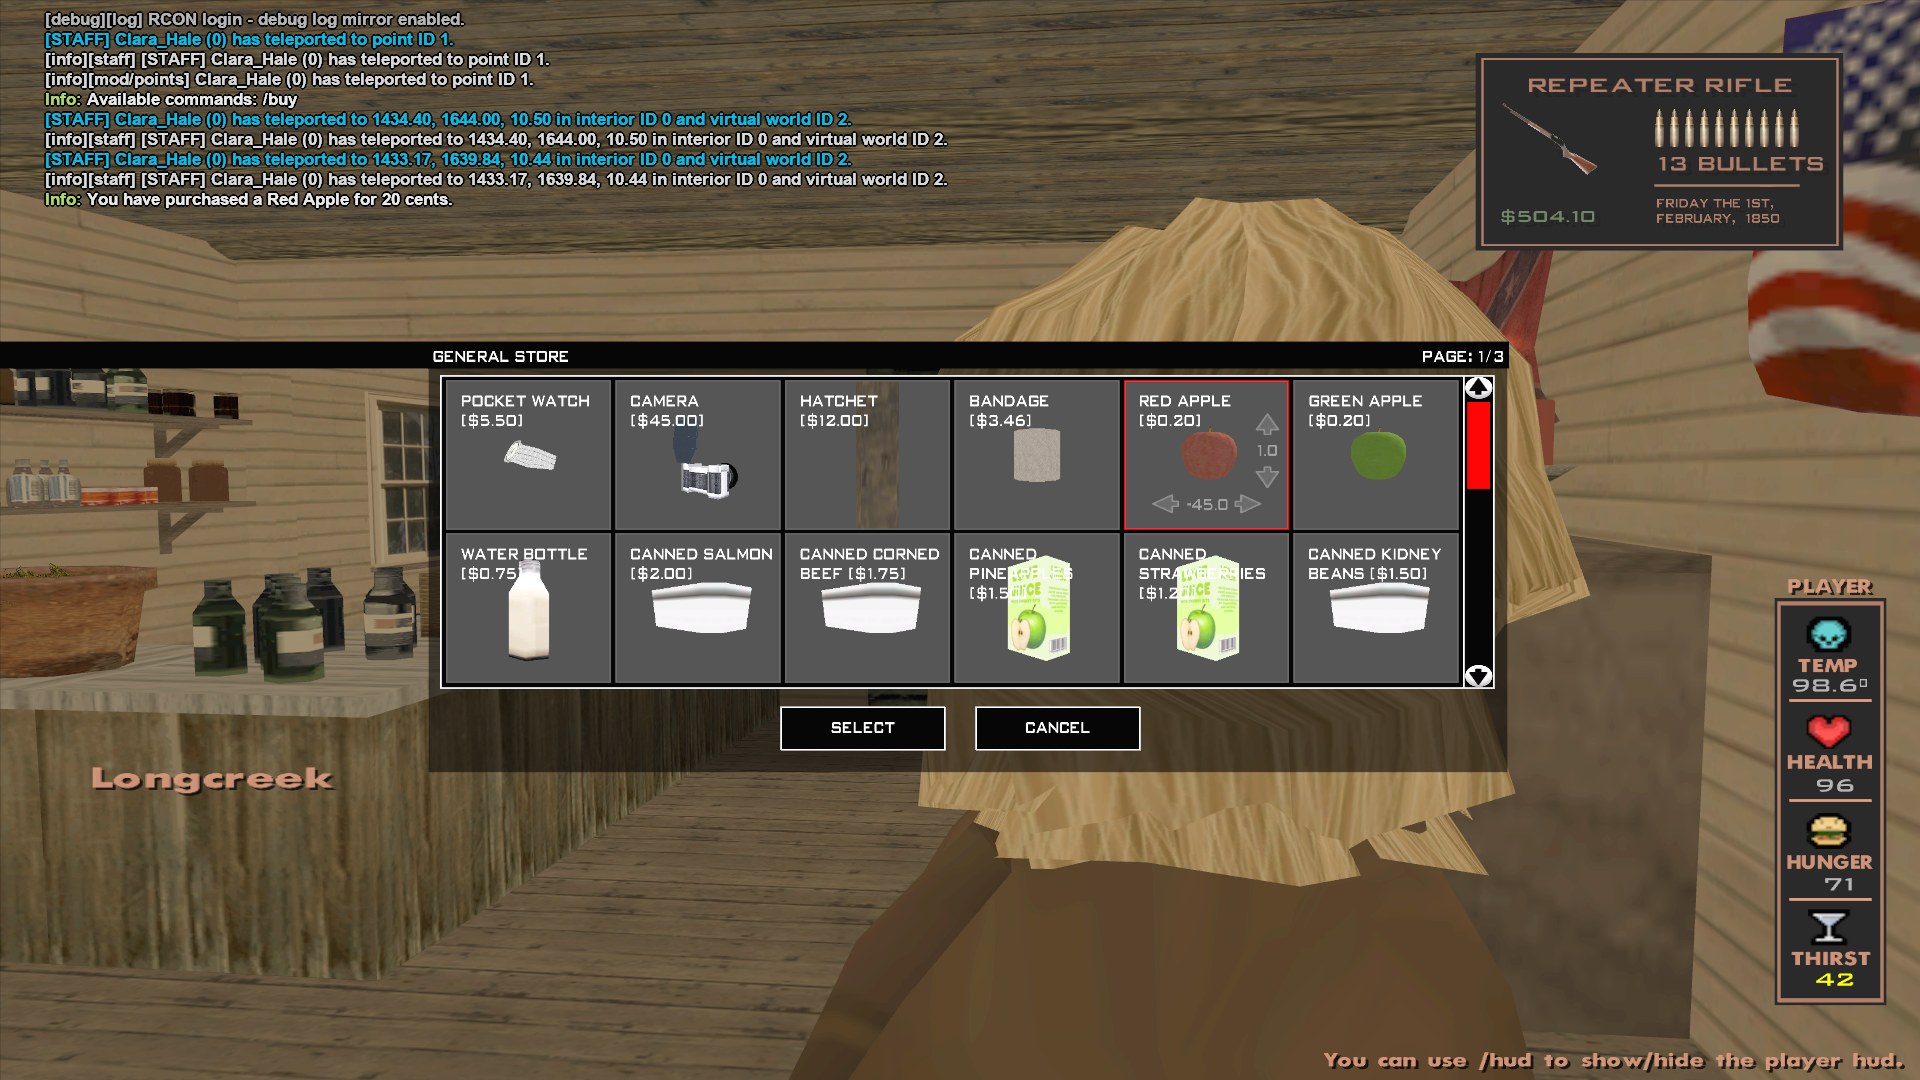 [debug][log] RCON login - debug log mirror enabled.
[STAFF] Clara_Hale (0) has teleported to point ID 1.
[info][staff] [STAFF] Clara_Hale (0) has teleported to point ID 1.
[info][mod/points] Clara_Hale (0) has teleported to point ID 1.
Info: Available commands: /buy
[STAFF] Clara_Hale (0) has teleported to 1434.40, 1644.00, 10.50 in interior ID 0 and virtual world ID 2.
[info][staff] [STAFF] Clara_Hale (0) has teleported to 1434.40, 1644.00, 10.50 in interior ID 0 and virtual world ID 2.
[STAFF] Clara_Hale (0) has teleported to 1433.17, 1639.84, 10.44 in interior ID 0 and virtual world ID 2.
[info][staff] [STAFF] Clara_Hale (0) has teleported to 1433.17, 1639.84, 10.44 in interior ID 0 and virtual world ID 2.
Info: You have purchased a Red Apple for 20 cents.
REPEATER RIFLE
13 BULLETS
$504.10
FRIDAY THE 1ST,
FEBRUARY, 1850
GENERAL STORE
PAGE: 1/3
POCKET WATCH
[$5.50]
CAMERA
[$45.00]
HATCHET
[$12.00]
BANDAGE
[$3.46]
RED APPLE
[$0.20]
1.0
-45.0
GREEN APPLE
[$0.20]
WATER BOTTLE
[$0.75]
CANNED SALMON
[$2.00]
CANNED CORNED
BEEF [$1.75]
CANNED
PINEAPPLES
[$1.5
CANNED
STRAWBERRIES
[$1.2
CANNED KIDNEY
BEANS [$1.50]
SELECT
CANCEL
Longcreek
PLAYER
TEMP
98.6
HEALTH
96
HUNGER
71
THIRST
42
You can use /hud to show/hide the player hud.